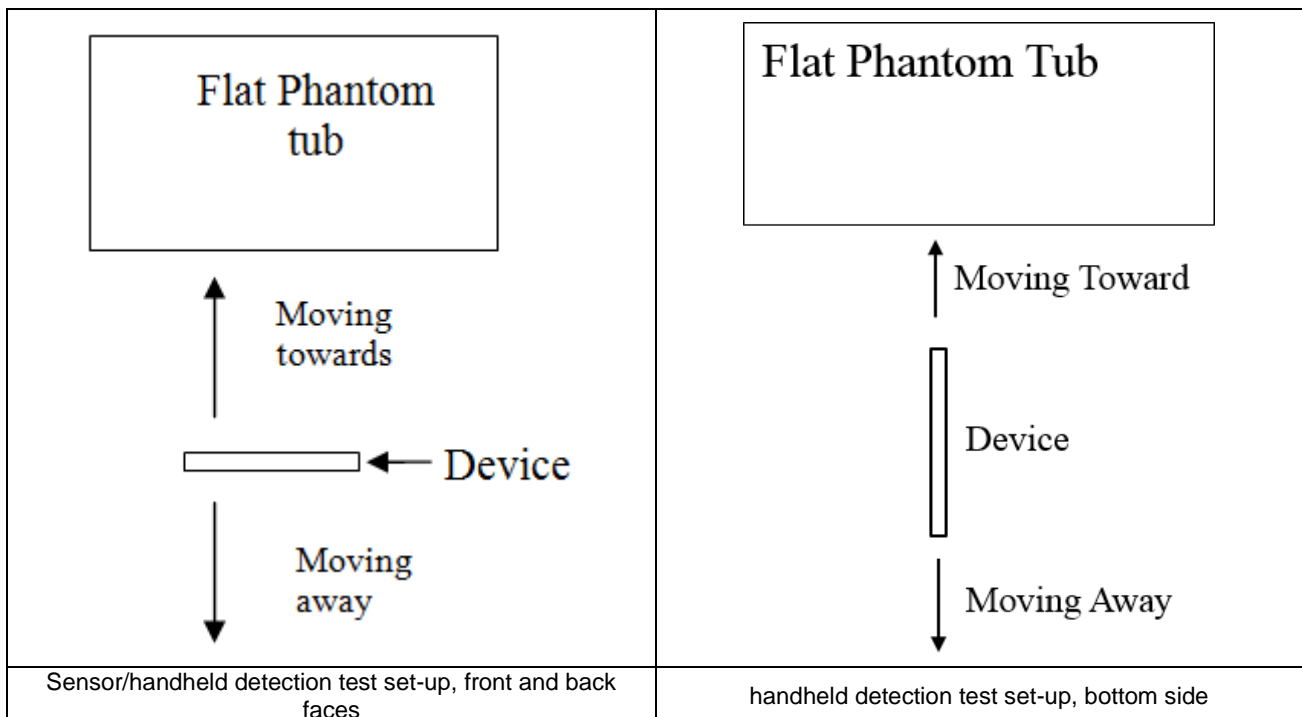 Flat Phantom
tub
Moving
towards
Device
Moving
away
Sensor/handheld detection test set-up, front and back
faces
Flat Phantom Tub
Moving Toward
Device
Moving Away
handheld detection test set-up, bottom side